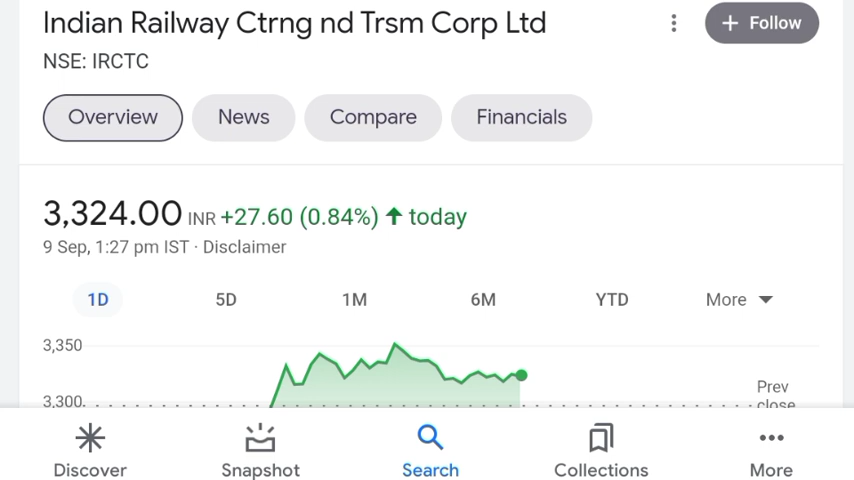 Indian Railway Ctrng nd Trsm Corp Ltd
+ Follow
NSE: IRCTC
Overview News Compare Financials
3,324.00 INR +27.60 (0.84%) ↑ today
9 Sep, 1:27 pm IST · Disclaimer
1D 5D 1M 6M YTD More
3,350
3,300
Prev
close
Discover Snapshot Search Collections More